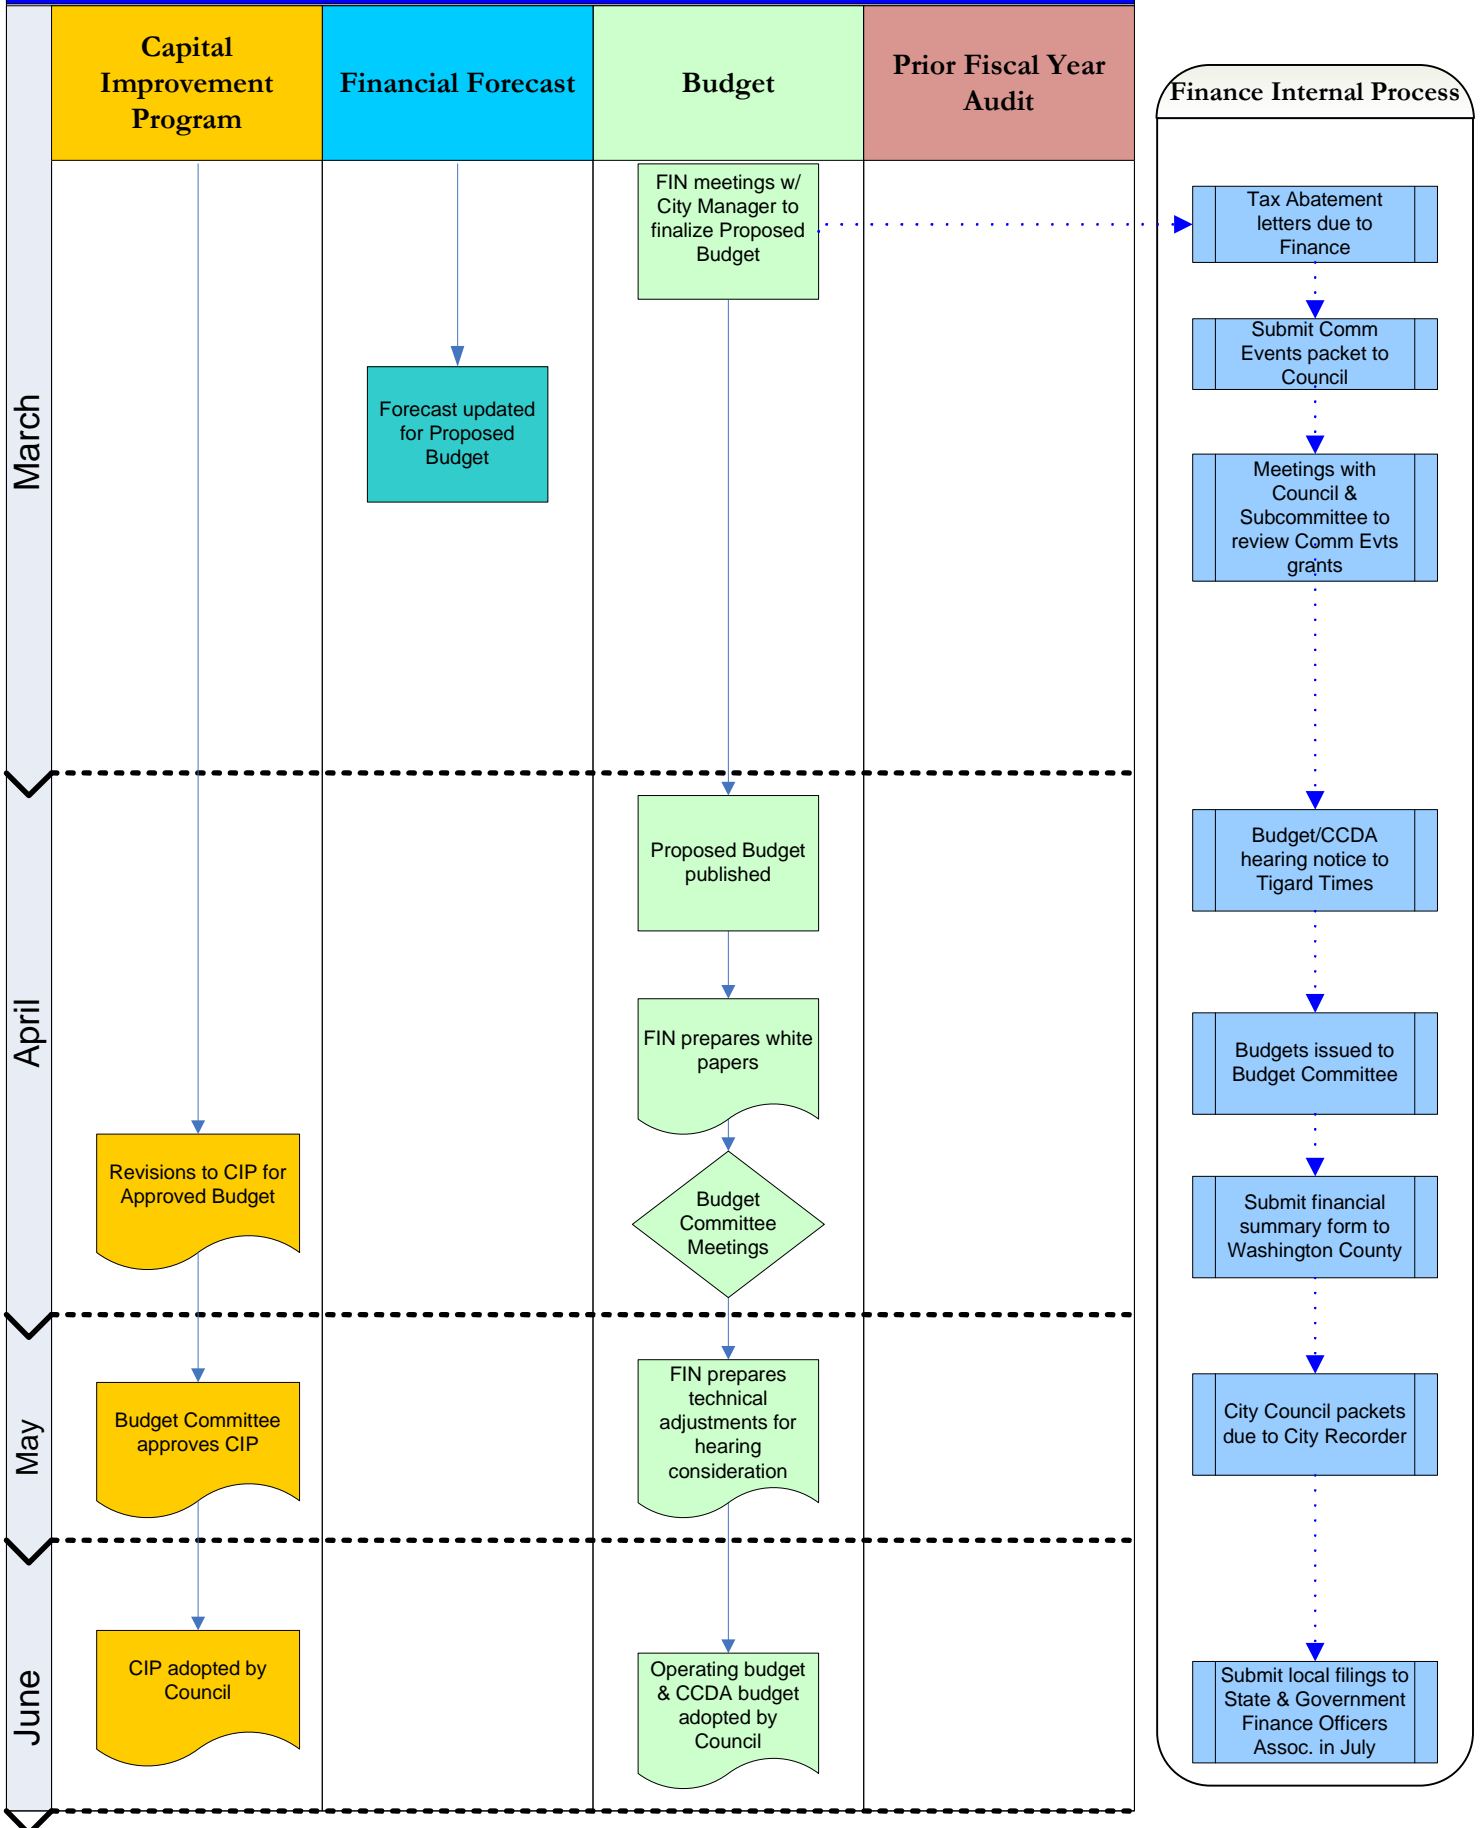 Capital
Improvement
Program
Financial Forecast
Budget
Prior Fiscal Year
Audit
Finance Internal Process
March
FIN meetings w/
City Manager to
finalize Proposed
Budget
Forecast updated
for Proposed
Budget
Tax Abatement
letters due to
Finance
Submit Comm
Events packet to
Council
Meetings with
Council &
Subcommittee to
review Comm Evts
grants
April
Proposed Budget
published
FIN prepares white
papers
Revisions to CIP for
Approved Budget
Budget
Committee
Meetings
Budget/CCDA
hearing notice to
Tigard Times
Budgets issued to
Budget Committee
Submit financial
summary form to
Washington County
May
Budget Committee
approves CIP
FIN prepares
technical
adjustments for
hearing
consideration
City Council packets
due to City Recorder
June
CIP adopted by
Council
Operating budget
& CCDA budget
adopted by
Council
Submit local filings to
State & Government
Finance Officers
Assoc. in July